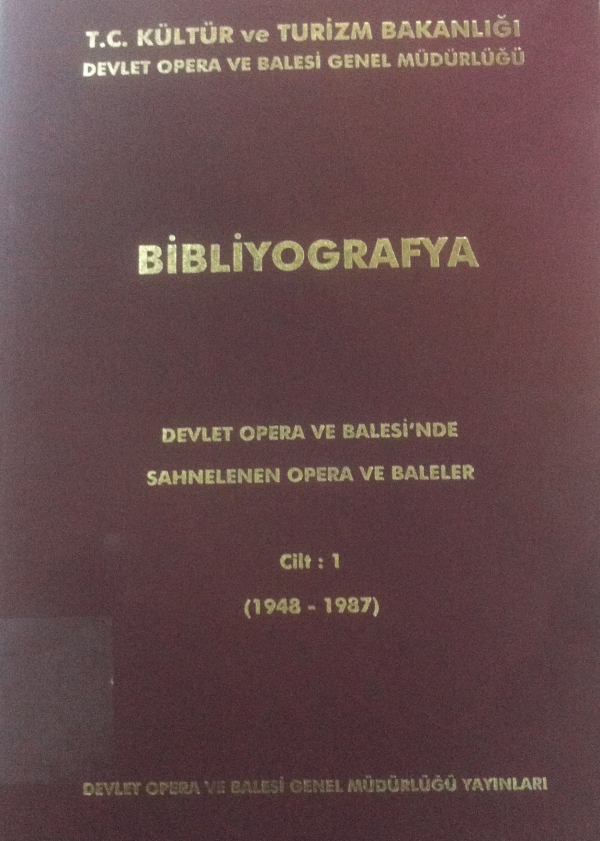 T.C. KÜLTÜR ve TURİZM BAKANLIĞI
DEVLET OPERA VE BALESİ GENEL MÜDÜRLÜĞÜ
BİBLİYOGRAFYA
DEVLET OPERA VE BALESİ'NDE
SAHNELENEN OPERA VE BALELER
Cilt : 1
(1948 - 1987)
DEVLET OPERA VE BALESİ GENEL MÜDÜRLÜĞÜ YAYINLARI